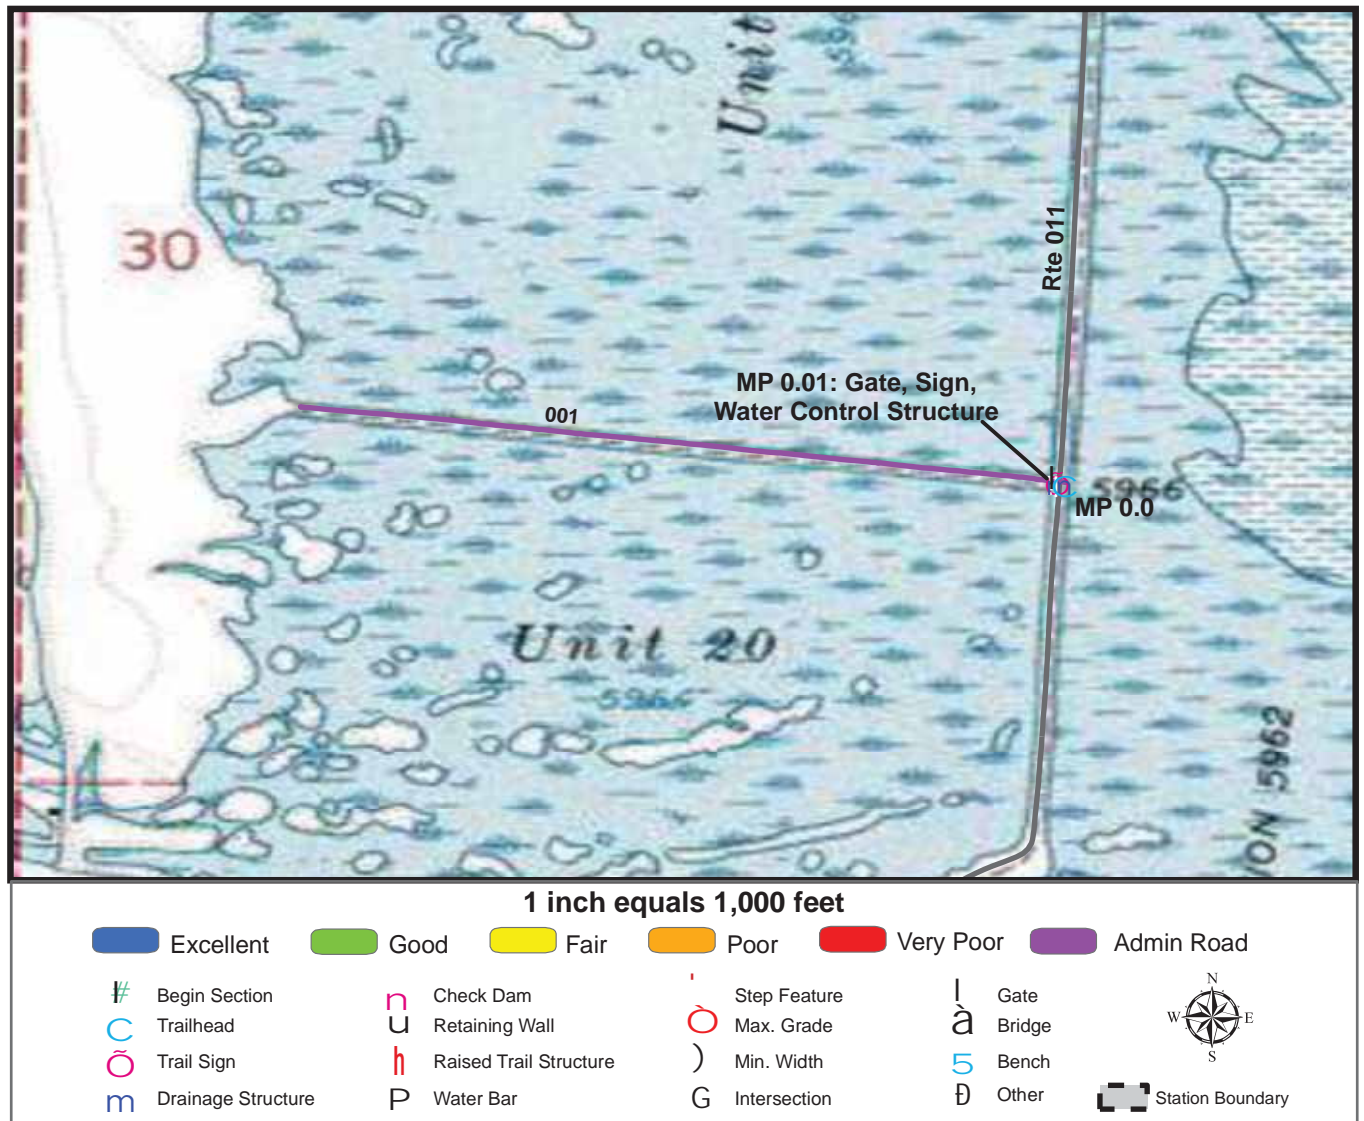 Unit
30
Rte 011
MP 0.01: Gate, Sign,
Water Control Structure
001
5966
MP 0.0
Unit 20
5966
ION 5962
1 inch equals 1,000 feet
Excellent
Good
Fair
Poor
Very Poor
Admin Road
Begin Section
n Check Dam
' Step Feature
l Gate
C Trailhead
u Retaining Wall
Ò Max. Grade
à Bridge
Õ Trail Sign
h Raised Trail Structure
) Min. Width
5 Bench
m Drainage Structure
P Water Bar
G Intersection
Ð Other
N
W E
S
Station Boundary